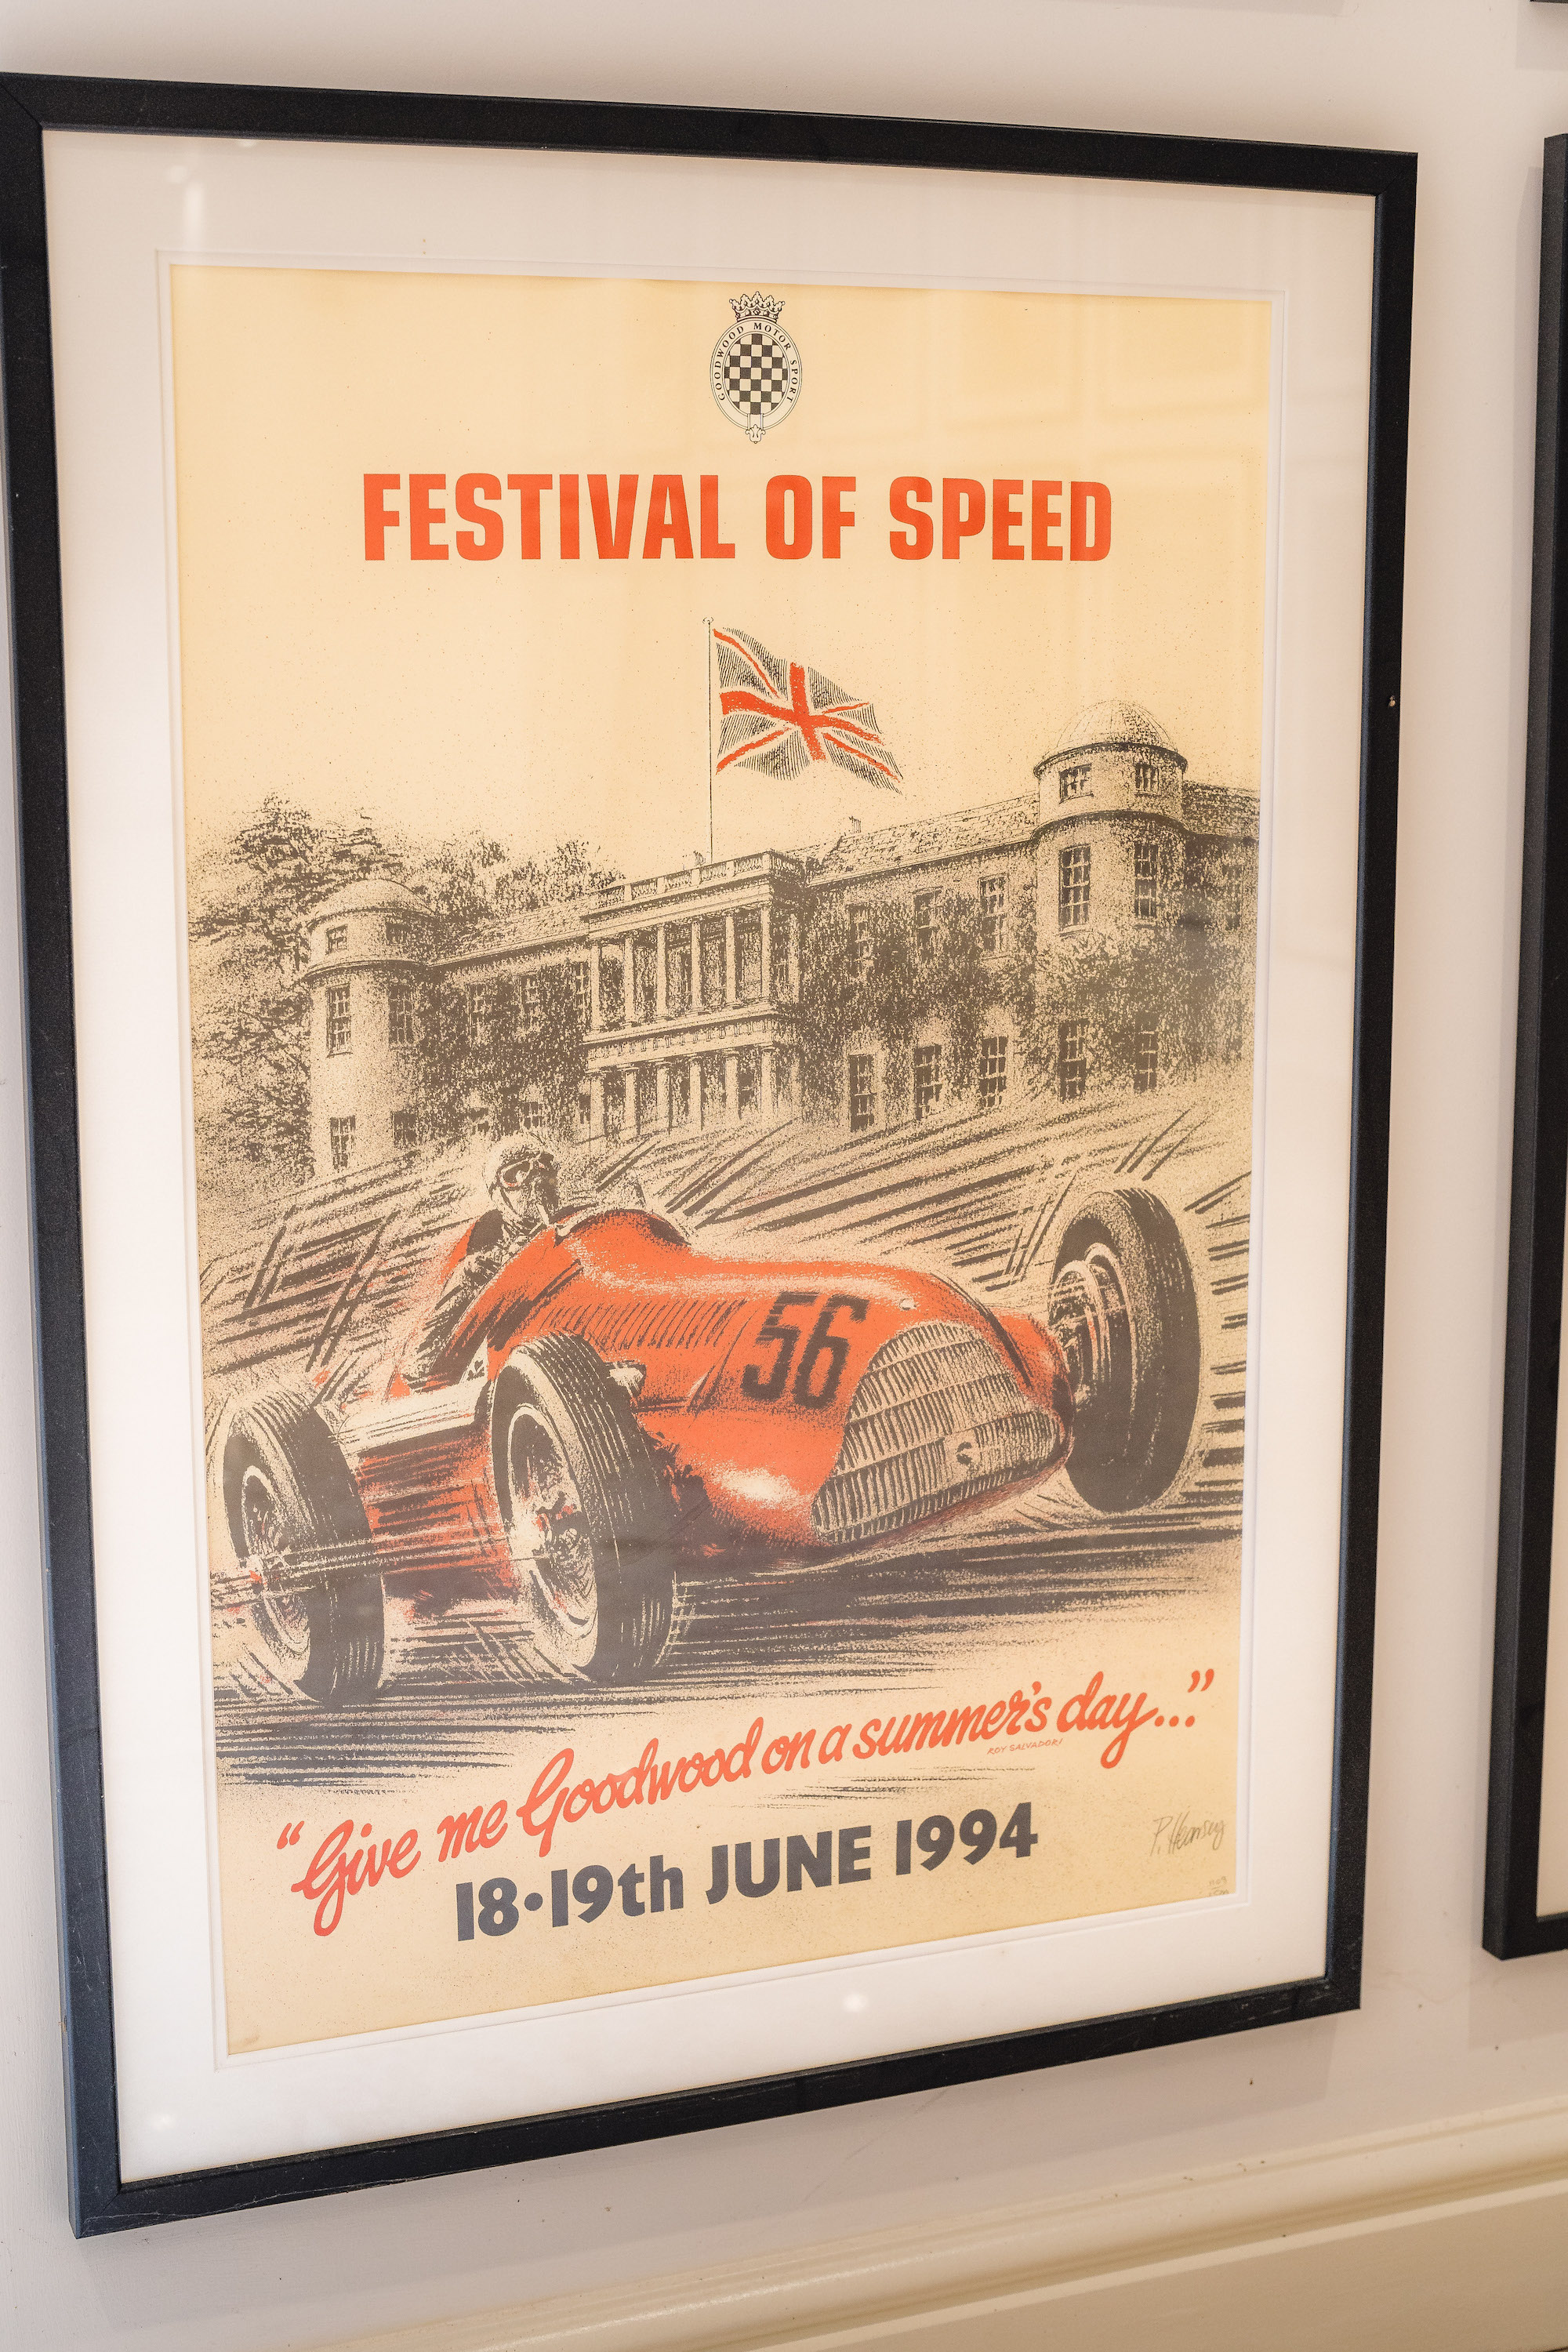 GOODWOOD MOTOR SPORT
FESTIVAL OF SPEED
56
“Give me Goodwood on a summer's day...”
ROY SALVADORI
18·19th JUNE 1994